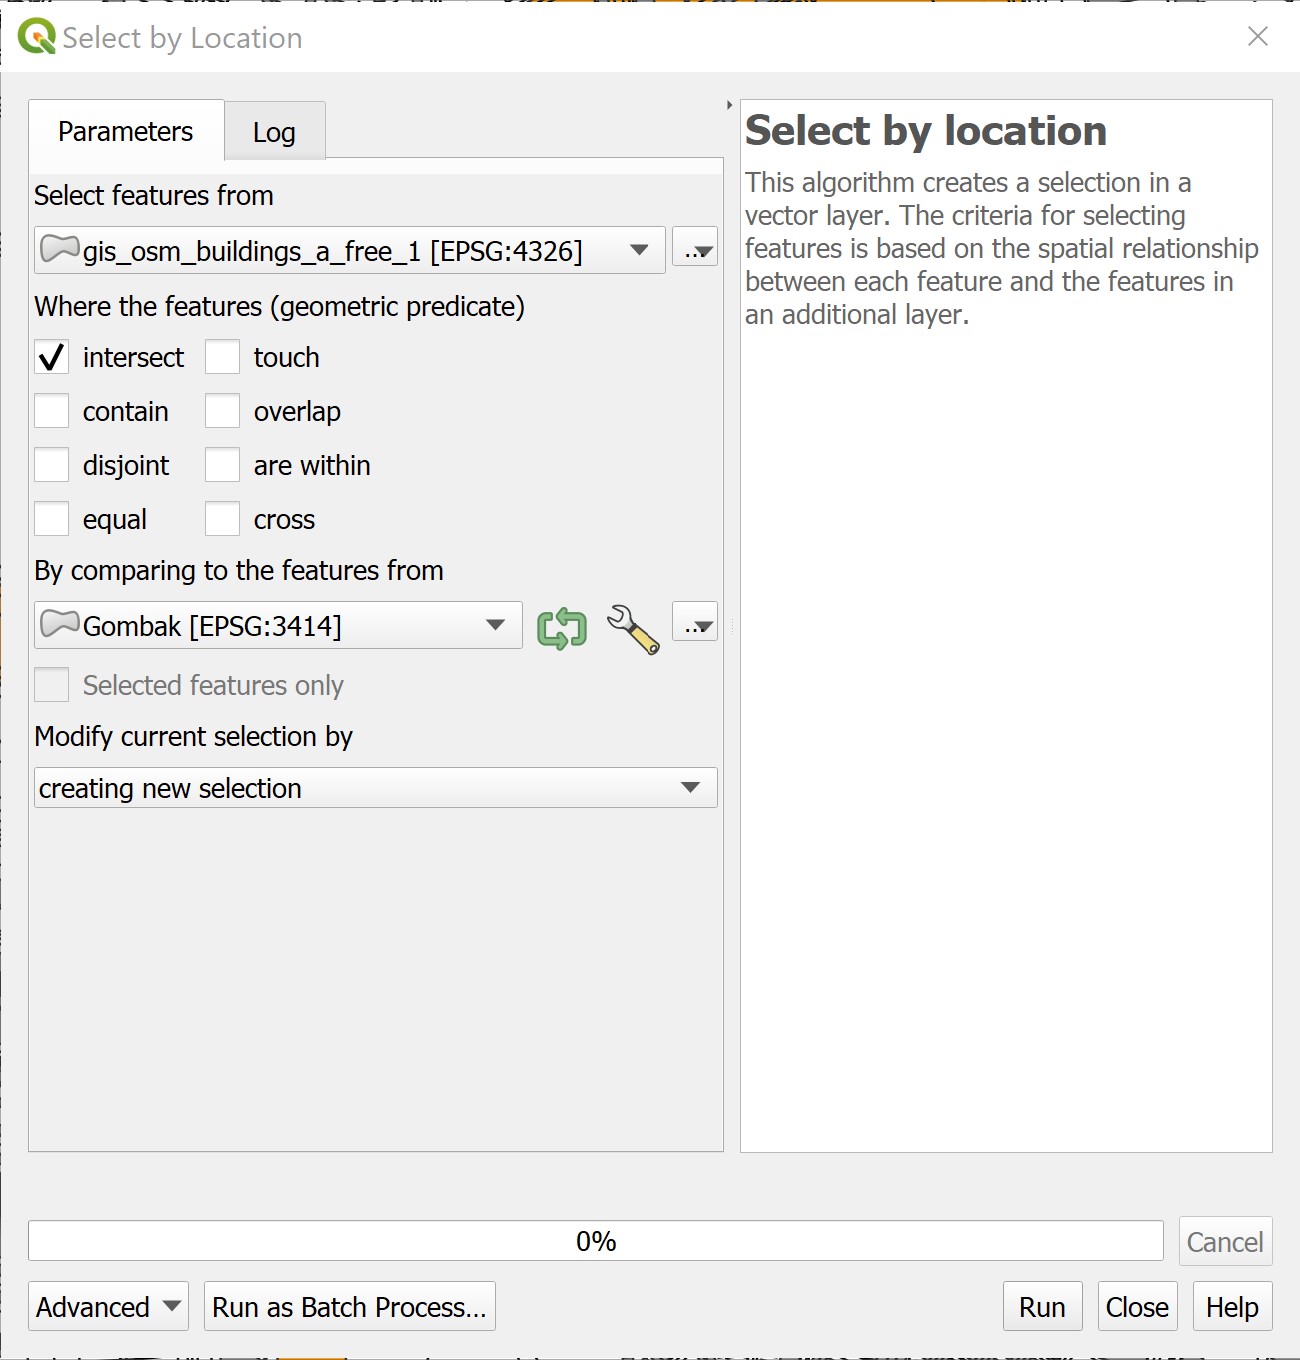 Select by Location
Parameters
Log
Select features from
gis_osm_buildings_a_free_1 [EPSG:4326]
...
Where the features (geometric predicate)
intersect
touch
contain
overlap
disjoint
are within
equal
cross
By comparing to the features from
Gombak [EPSG:3414]
...
Selected features only
Modify current selection by
creating new selection
Select by location
This algorithm creates a selection in a
vector layer. The criteria for selecting
features is based on the spatial relationship
between each feature and the features in
an additional layer.
0%
Cancel
Advanced
Run as Batch Process...
Run
Close
Help